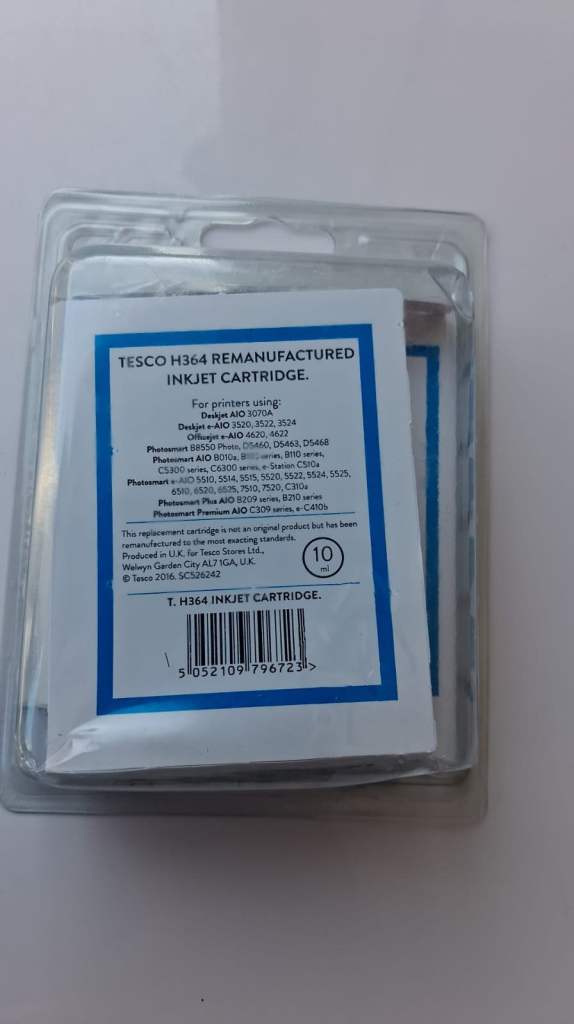 TESCO H364 REMANUFACTURED
INKJET CARTRIDGE.
For printers using:
Deskjet AIO 3070A
Deskjet e-AIO 3520, 3522, 3524
Officejet e-AIO 4620, 4622
Photosmart B8550 Photo, D5460, D5463, D5468
Photosmart AIO B010a, series, B110 series,
C5300 series, C6300 series, e-Station C510a
Photosmart e-AIO 5510, 5514, 5515, 5520, 5522, 5524, 5525,
6510, 6520, 6525, 7510, 7520, C310a
Photosmart Plus AIO B209 series, B210 series
Photosmart Premium AIO C309 series, e-C410b
This replacement cartridge is not an original product but has been
remanufactured to the most exacting standards.
Produced in U.K. for Tesco Stores Ltd.,
Welwyn Garden City AL7 1GA, U.K.
© Tesco 2016. SC526242
10
ml
T. H364 INKJET CARTRIDGE.
5 052109 796723 >